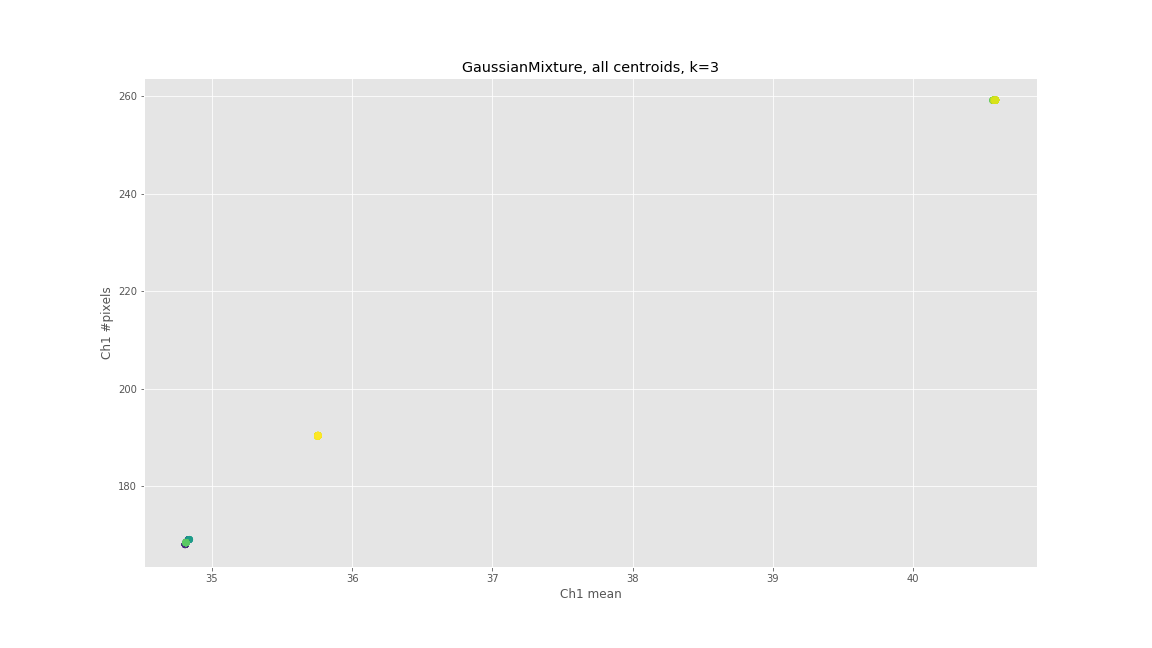 GaussianMixture, all centroids, k=3
260
240
220
200
180
Ch1 #pixels
35 36 37 38 39 40
Ch1 mean